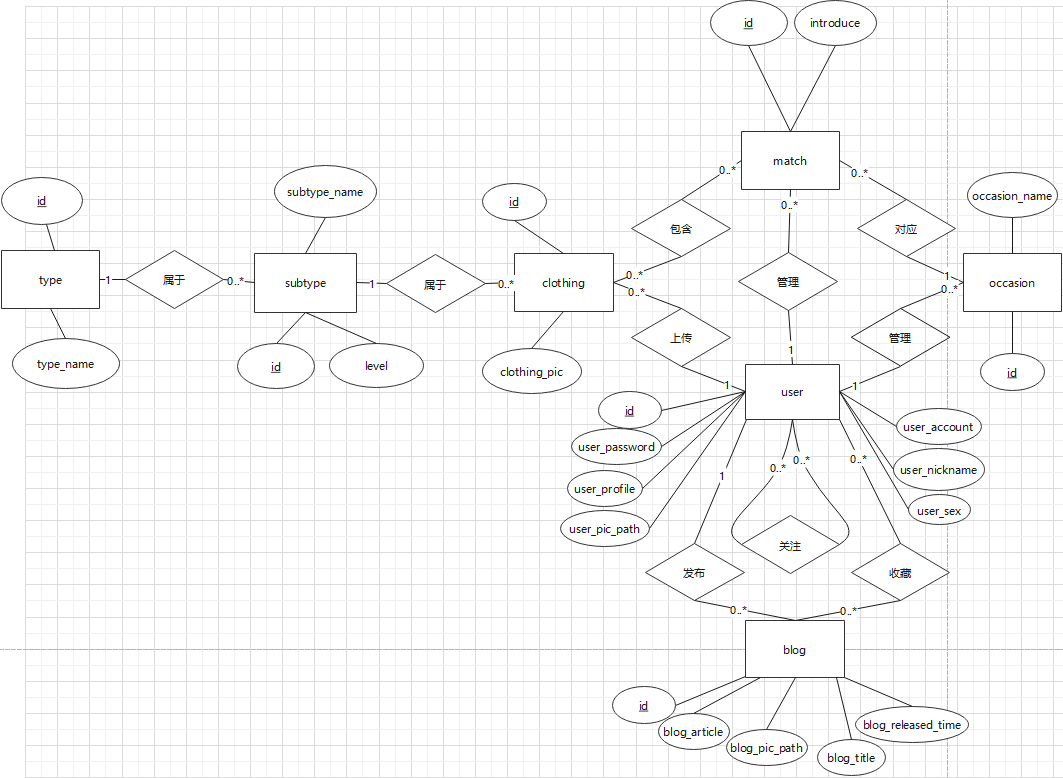 id
introduce
match
0..*
0..*
0..*
subtype_name
id
id
occasion_name
包含
对应
type
1
属于
0..*
subtype
1
属于
0..*
clothing
0..*
0..*
管理
1
0..*
occasion
type_name
id
level
clothing_pic
上传
管理
id
1
1
1
user
id
user_account
user_password
user_nickname
user_profile
user_sex
user_pic_path
0..*
0..*
0..*
1
关注
发布
收藏
0..*
0..*
blog
id
blog_article
blog_pic_path
blog_title
blog_released_time